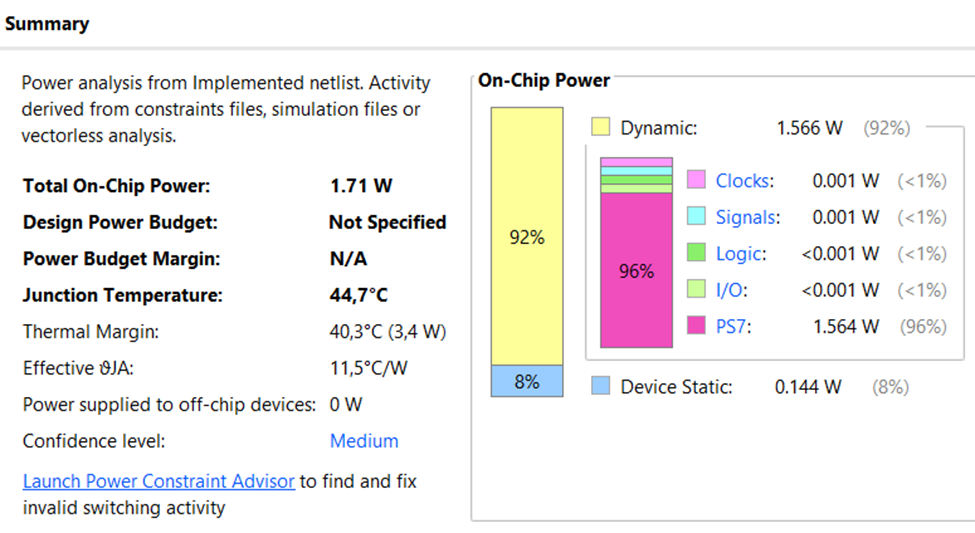 Summary
Power analysis from Implemented netlist. Activity
derived from constraints files, simulation files or
vectorless analysis.
Total On-Chip Power: 1.71 W
Design Power Budget: Not Specified
Power Budget Margin: N/A
Junction Temperature: 44,7°C
Thermal Margin: 40,3°C (3,4 W)
Effective ϑJA: 11,5°C/W
Power supplied to off-chip devices: 0 W
Confidence level: Medium
Launch Power Constraint Advisor to find and fix
invalid switching activity
On-Chip Power
92%
8%
Dynamic: 1.566 W (92%)
96%
Clocks: 0.001 W (<1%)
Signals: 0.001 W (<1%)
Logic: <0.001 W (<1%)
I/O: <0.001 W (<1%)
PS7: 1.564 W (96%)
Device Static: 0.144 W (8%)